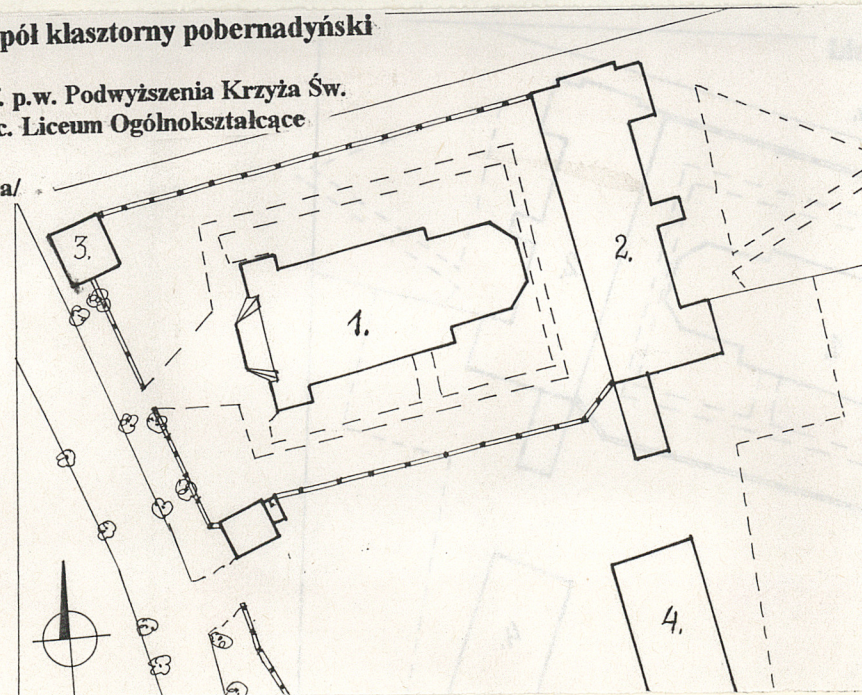 pół klasztorny pobernadyński
p.w. Podwyższenia Krzyża Św.
c. Liceum Ogólnokształcące
a/
3.
2.
1.
4.